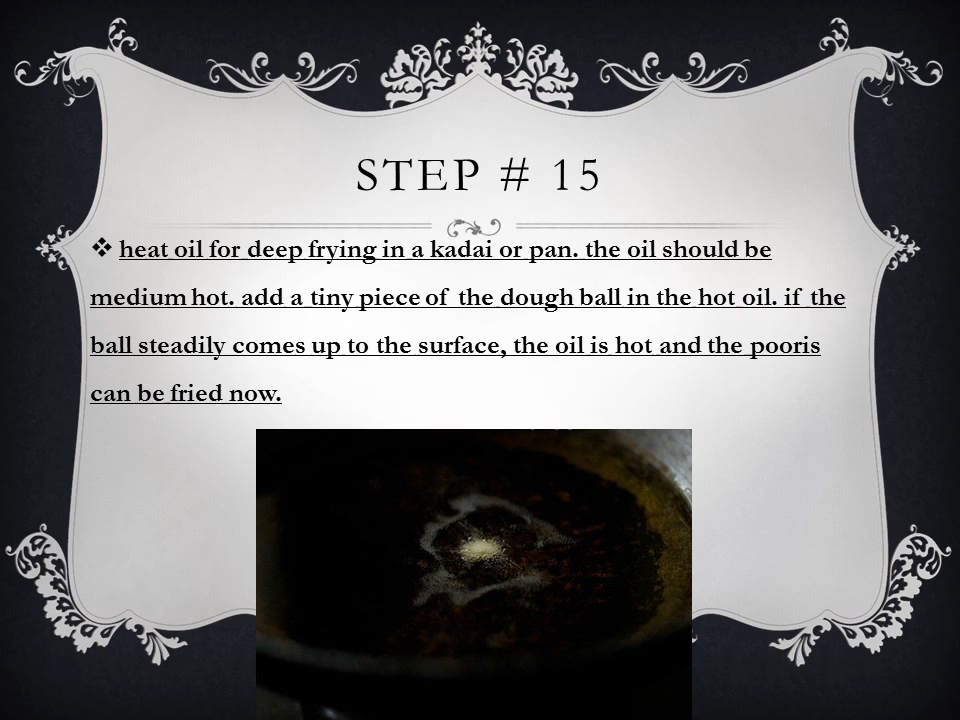 STEP # 15
❖ heat oil for deep frying in a kadai or pan. the oil should be
medium hot. add a tiny piece of the dough ball in the hot oil. if the
ball steadily comes up to the surface, the oil is hot and the pooris
can be fried now.